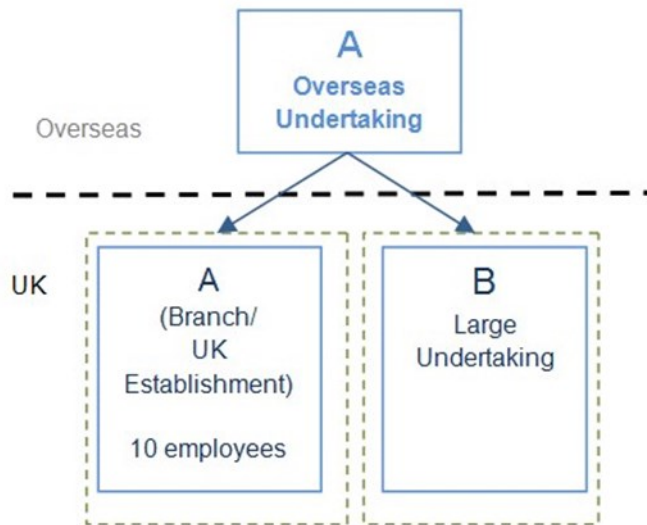 A
Overseas
Undertaking
Overseas
UK
A
(Branch/
UK
Establishment)
10 employees
B
Large
Undertaking